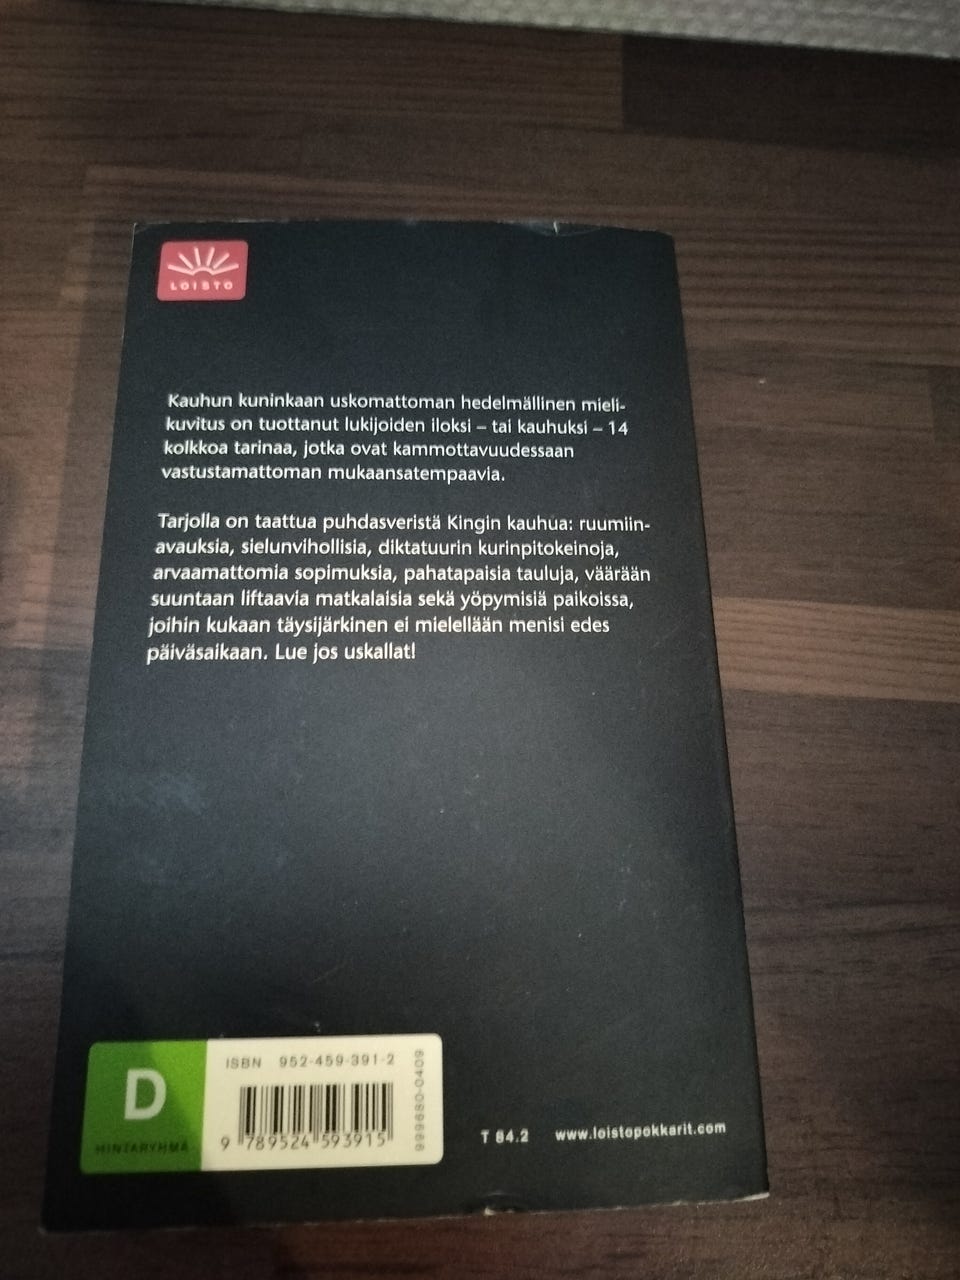 LOISTO
Kauhun kuninkaan uskomattoman hedelmällinen mieli-
kuvitus on tuottanut lukijoiden iloksi – tai kauhuksi – 14
kolkkoa tarinaa, jotka ovat kammottavuudessaan
vastustamattoman mukaansatempaavia.
Tarjolla on taattua puhdasveristä Kingin kauhua: ruumiin-
avauksia, sielunvihollisia, diktatuurin kurinpitokeinoja,
arvaamattomia sopimuksia, pahatapaisia tauluja, väärään
suuntaan liftaavia matkalaisia sekä yöpymisiä paikoissa,
joihin kukaan täysijärkinen ei mielellään menisi edes
päiväsaikaan. Lue jos uskallat!
D
HINTARYHMÄ
ISBN 952-459-391-2
9 789524 593915
999680-0409
T 84.2 www.loistopokkarit.com